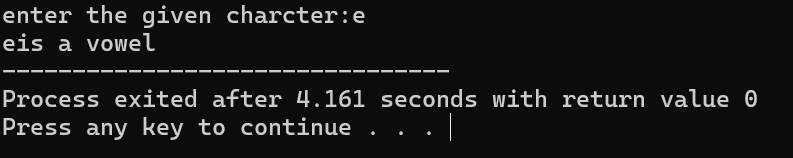 enter the given charcter:e
eis a vowel
--------------------------------
Process exited after 4.161 seconds with return value 0
Press any key to continue . . .